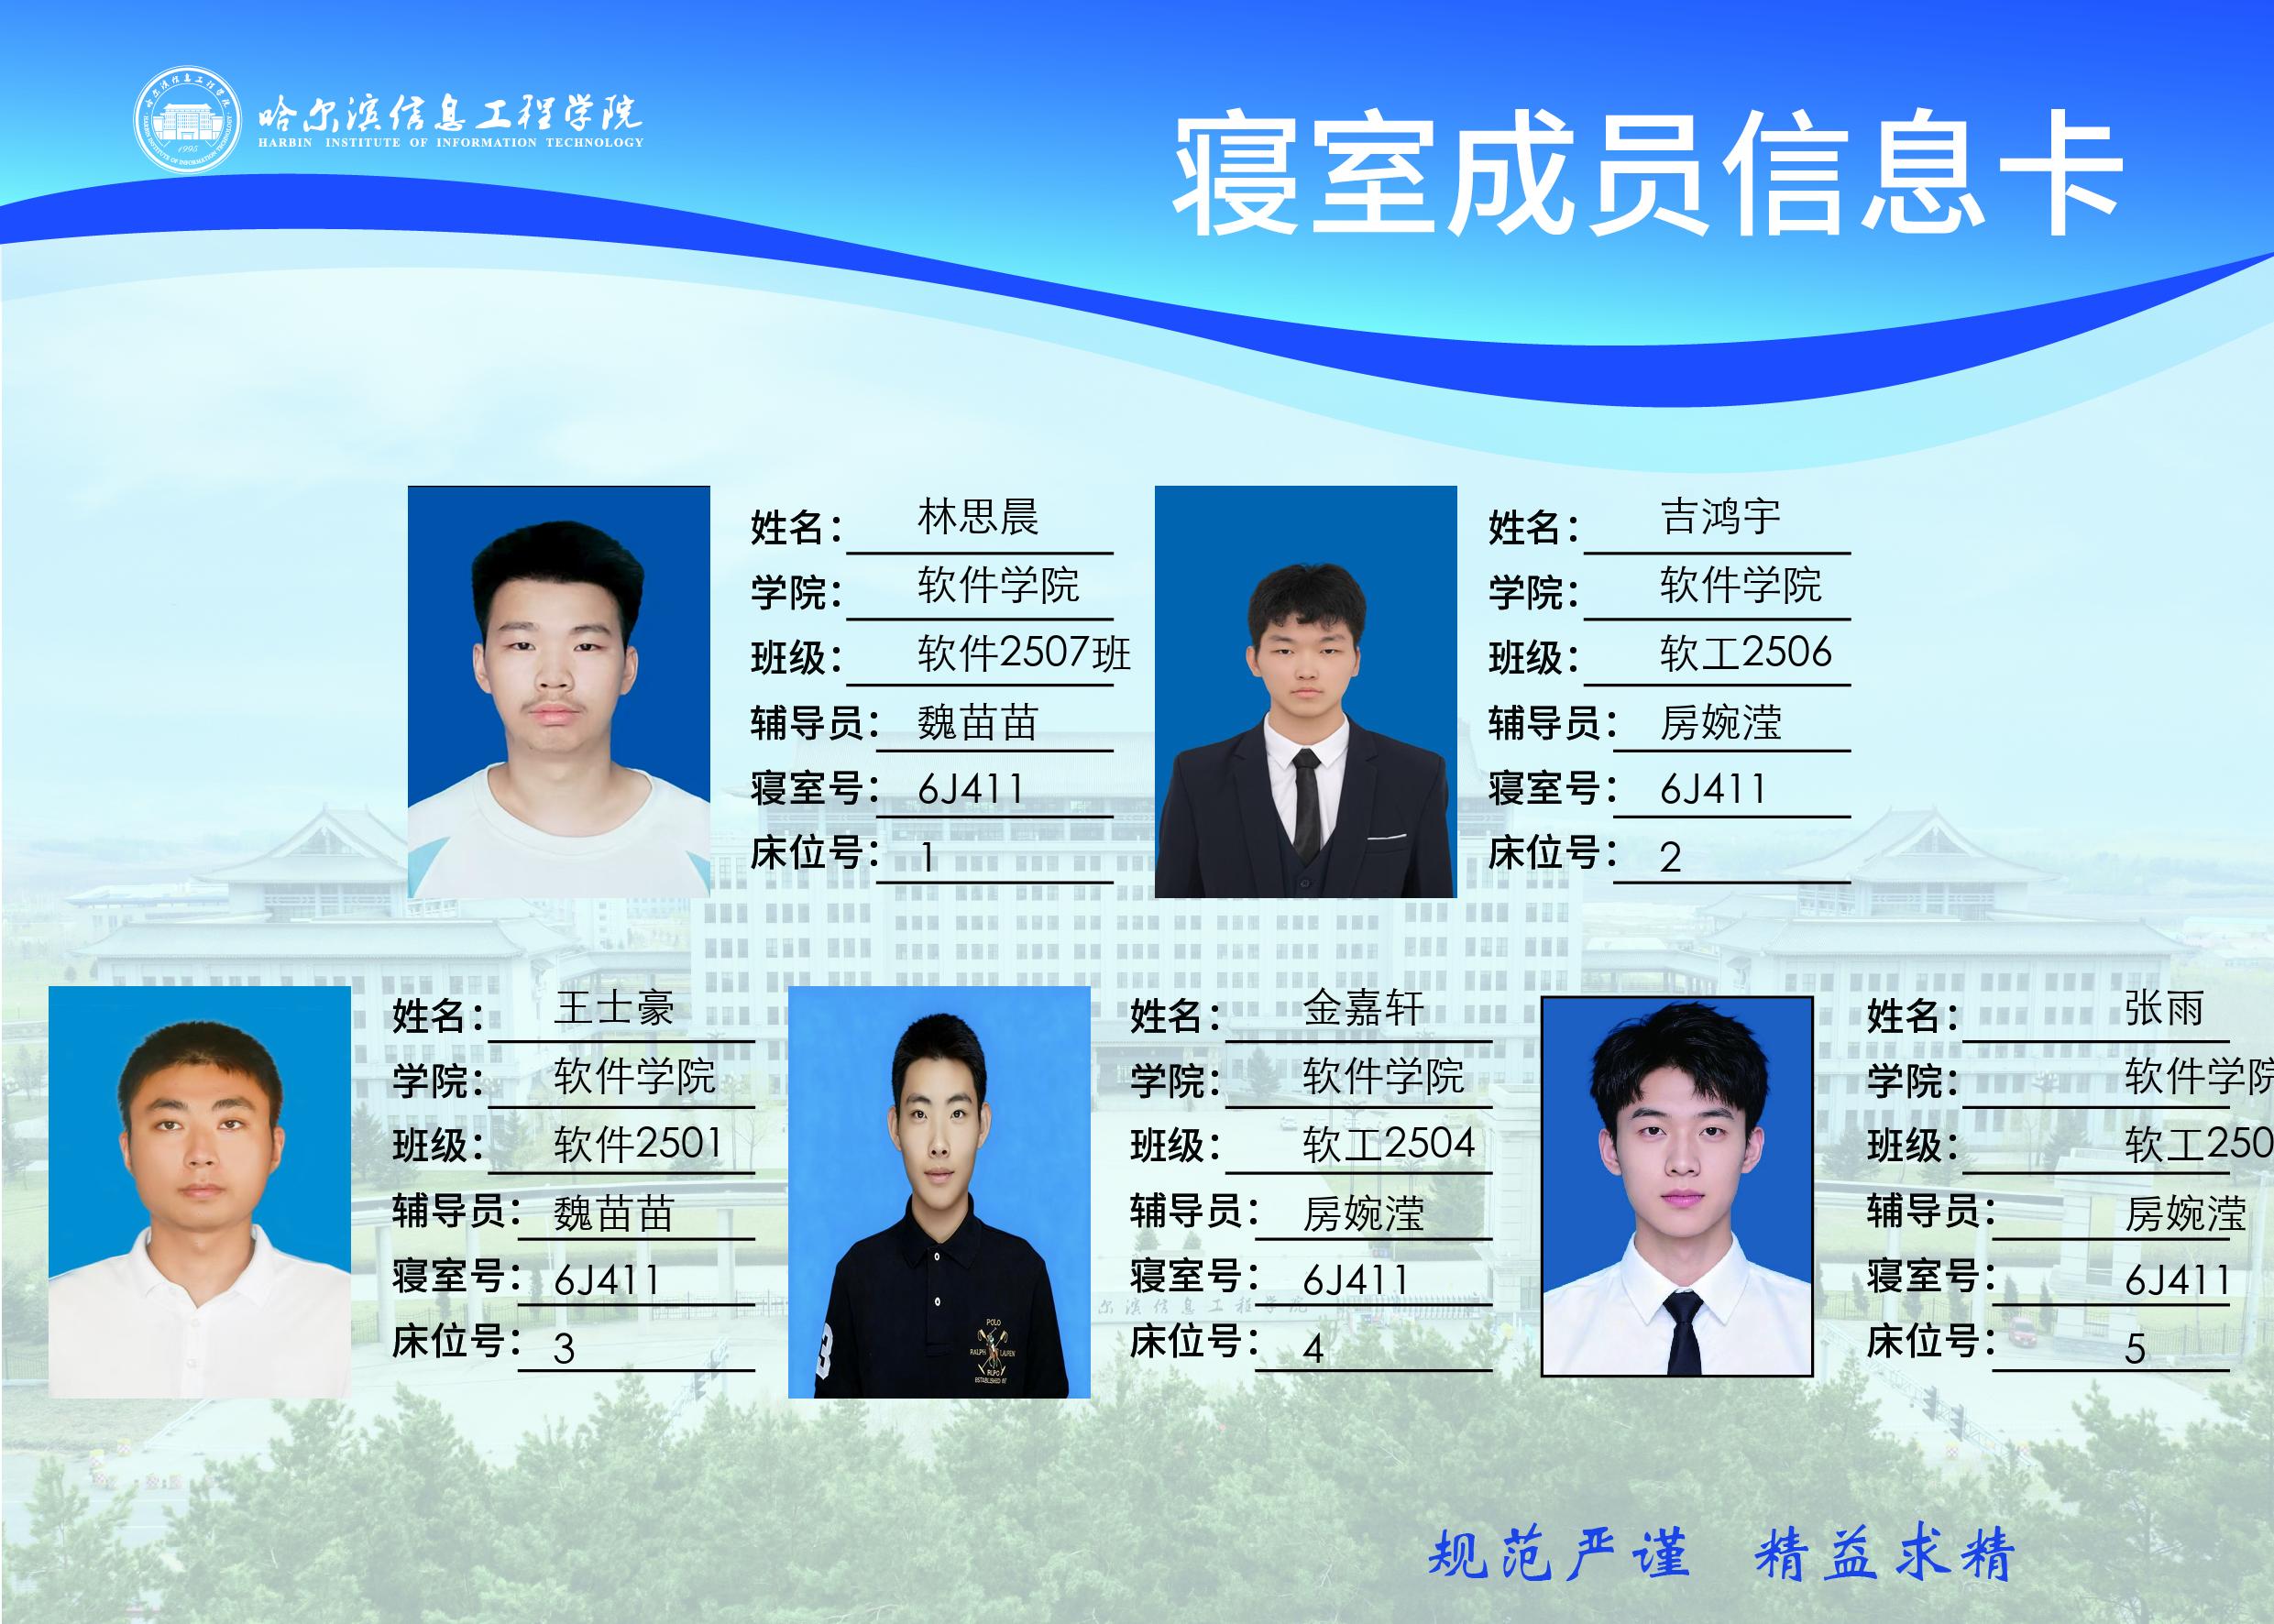 哈尔滨信息工程学院
HARBIN INSTITUTE OF INFORMATION TECHNOLOGY
1995
寝室成员信息卡
姓名： 林思晨
学院： 软件学院
班级： 软件2507班
辅导员： 魏苗苗
寝室号： 6J411
床位号： 1
姓名： 吉鸿宇
学院： 软件学院
班级： 软工2506
辅导员： 房婉滢
寝室号： 6J411
床位号： 2
姓名： 王士豪
学院： 软件学院
班级： 软件2501
辅导员： 魏苗苗
寝室号： 6J411
床位号： 3
3
POLO
姓名： 金嘉轩
学院： 软件学院
班级： 软工2504
辅导员： 房婉滢
寝室号： 6J411
床位号： 4
姓名： 张雨
学院： 软件学院
班级： 软工250
辅导员： 房婉滢
寝室号： 6J411
床位号： 5
规范严谨 精益求精